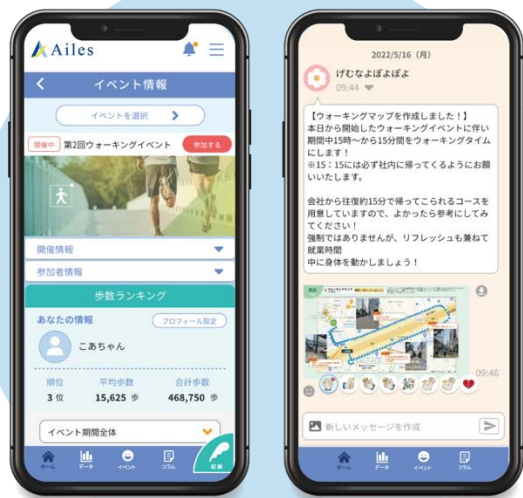 Ailes
イベント情報
イベントを選択
開催中 第2回ウォーキングイベント 参加する
開催情報
参加者情報
歩数ランキング
あなたの情報 プロフィール設定
こあちゃん
順位 平均歩数 合計歩数
3 位 15,625 歩 468,750 歩
イベント期間全体
ホーム データ イベント コラム 記録
2022/5/16（月）
げむなよぽよぽよ
09:44
【ウォーキングマップを作成しました！】
本日から開始したウォーキングイベントに伴い
期間中15時～から15分間をウォーキングタイム
にします！
※15：15には必ず社内に帰ってくるようにお願
いいたします。
会社から往復約15分で帰ってこられるコースを
用意していますので、よかったら参考にしてみ
てください！
強制ではありませんが、リフレッシュも兼ねて
就業時間
中に身体を動かしましょう！
09:46
新しいメッセージを作成
ホーム データ イベント コラム